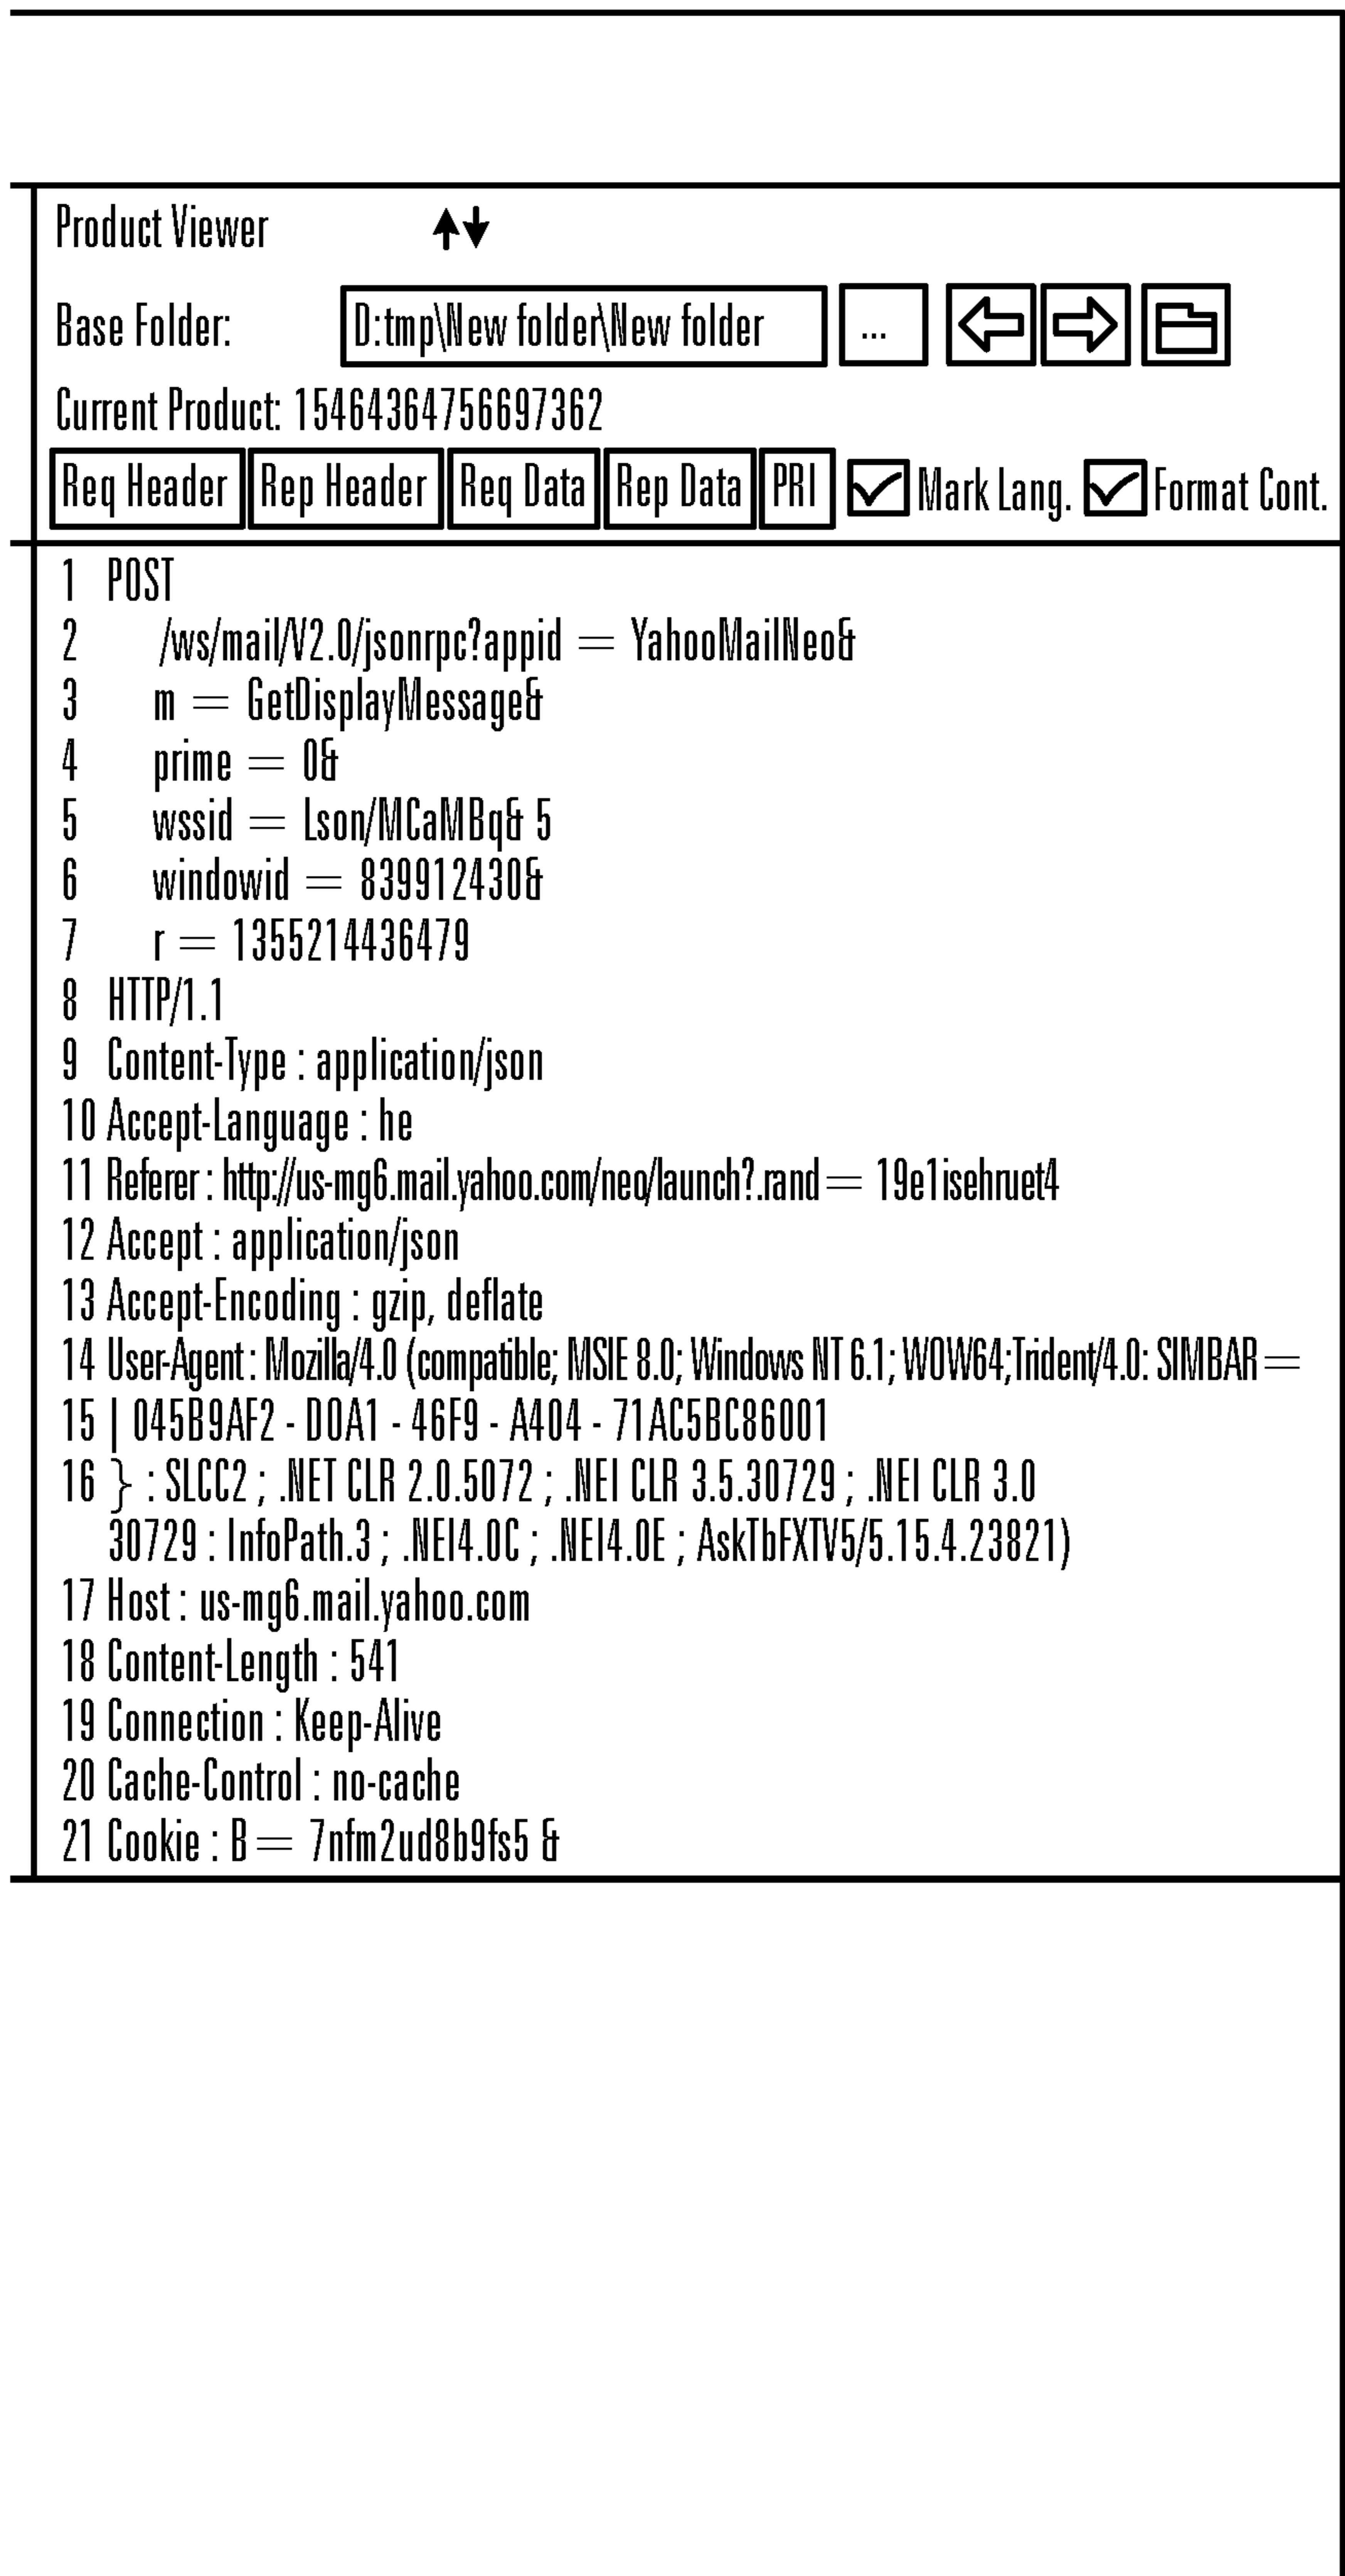 Product Viewer
Base Folder: D:tmp\New folder\New folder ...
Current Product: 15464364756697362
Req Header Rep Header Req Data Rep Data PRI Mark Lang. Format Cont.
1 POST
2 /ws/mail/V2.0/jsonrpc?appid = YahooMailNeo&
3 m = GetDisplayMessage&
4 prime = 0&
5 wssid = Lson/MCaMBq& 5
6 windowid = 839912430&
7 r = 1355214436479
8 HTTP/1.1
9 Content-Type : application/json
10 Accept-Language : he
11 Referer : http://us-mg6.mail.yahoo.com/neo/launch?.rand = 19e1isehruet4
12 Accept : application/json
13 Accept-Encoding : gzip, deflate
14 User-Agent : Mozilla/4.0 (compatible; MSIE 8.0; Windows NT 6.1; WOW64;Trident/4.0: SIMBAR =
15 | 045B9AF2 - D0A1 - 46F9 - A404 - 71AC5BC86001
16 } : SLCC2 ; .NET CLR 2.0.5072 ; .NEI CLR 3.5.30729 ; .NEI CLR 3.0
30729 : InfoPath.3 ; .NEI4.0C ; .NEI4.0E ; AskTbFXTV5/5.15.4.23821)
17 Host : us-mg6.mail.yahoo.com
18 Content-Length : 541
19 Connection : Keep-Alive
20 Cache-Control : no-cache
21 Cookie : B = 7nfm2ud8b9fs5 &